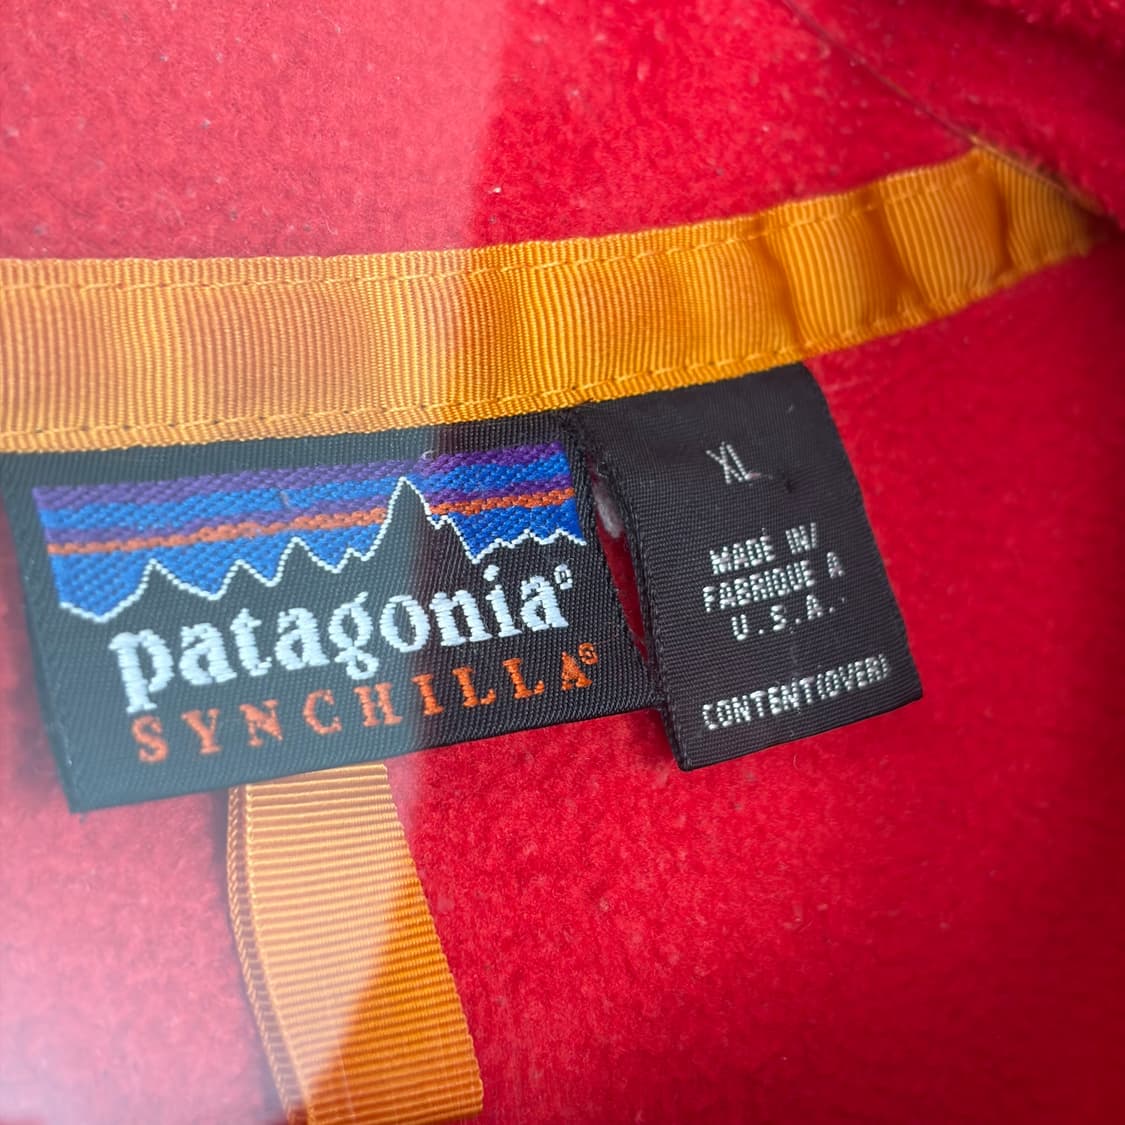 patagonia®
SYNCHILLA®
XL
MADE IN/
FABRIQUE A
U.S.A.
CONTENT(OVER)